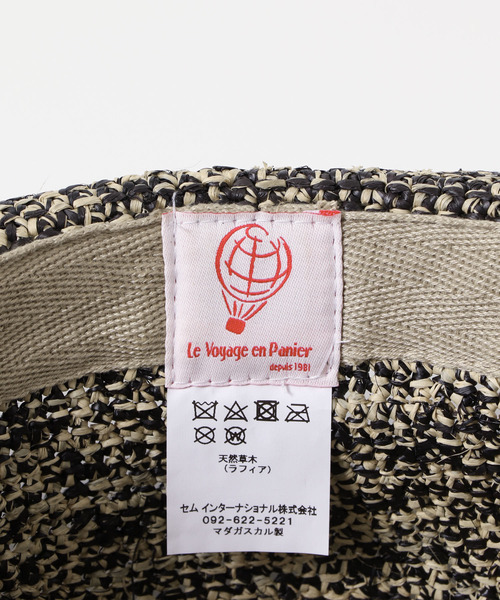 Le Voyage en Panier
depuis 1981
天然草木
（ラフィア）
セム インターナショナル株式会社
092-622-5221
マダガスカル製